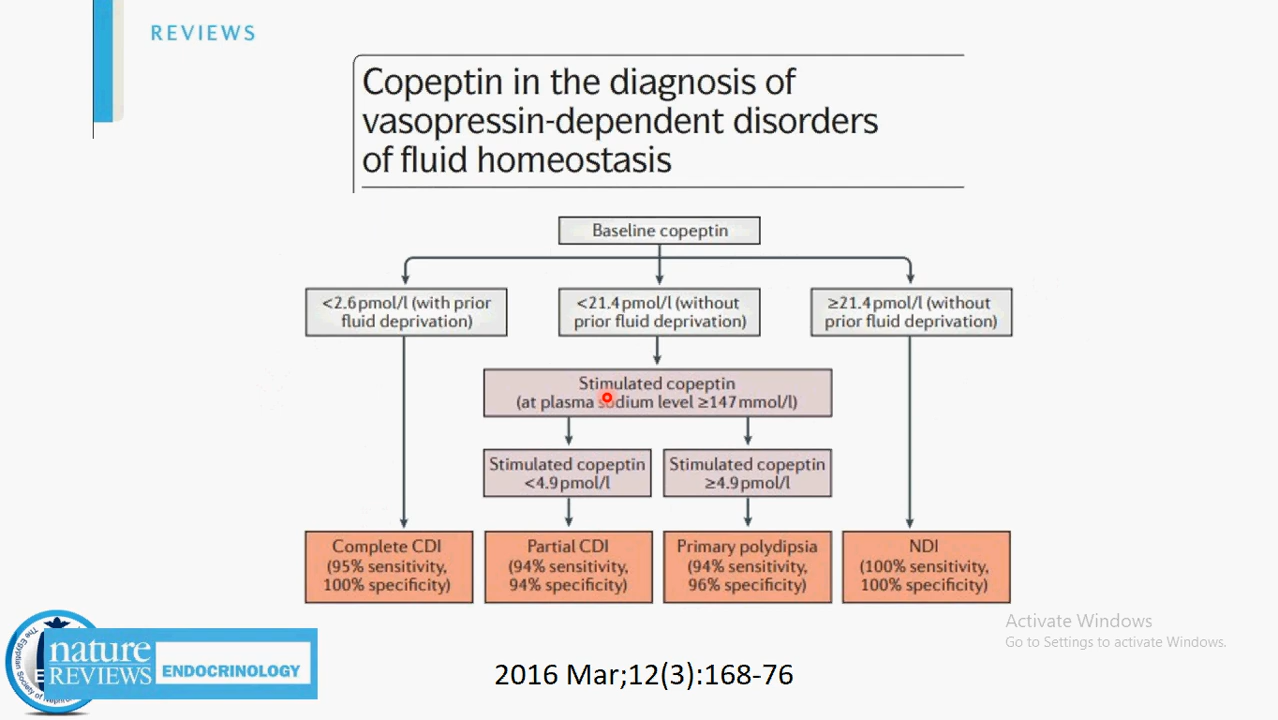 REVIEWS
Copeptin in the diagnosis of
vasopressin-dependent disorders
of fluid homeostasis
Baseline copeptin
<2.6 pmol/l (with prior
fluid deprivation)
<21.4 pmol/l (without
prior fluid deprivation)
≥21.4 pmol/l (without
prior fluid deprivation)
Stimulated copeptin
(at plasma sodium level ≥147 mmol/l)
Stimulated copeptin
<4.9 pmol/l
Stimulated copeptin
≥4.9 pmol/l
Complete CDI
(95% sensitivity,
100% specificity)
Partial CDI
(94% sensitivity,
94% specificity)
Primary polydipsia
(94% sensitivity,
96% specificity)
NDI
(100% sensitivity,
100% specificity)
Activate Windows
Go to Settings to activate Windows.
The Egyptian
Society of
nature
REVIEWS
ENDOCRINOLOGY
2016 Mar;12(3):168-76